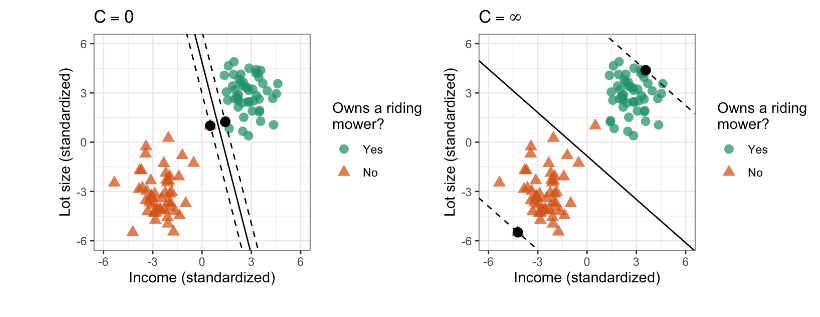 C = 0
6
3
0
-3
-6
-6
-3
0
3
6
Lot size (standardized)
Income (standardized)
Owns a riding
mower?
Yes
No
C = ∞
6
3
0
-3
-6
-6
-3
0
3
6
Lot size (standardized)
Income (standardized)
Owns a riding
mower?
Yes
No